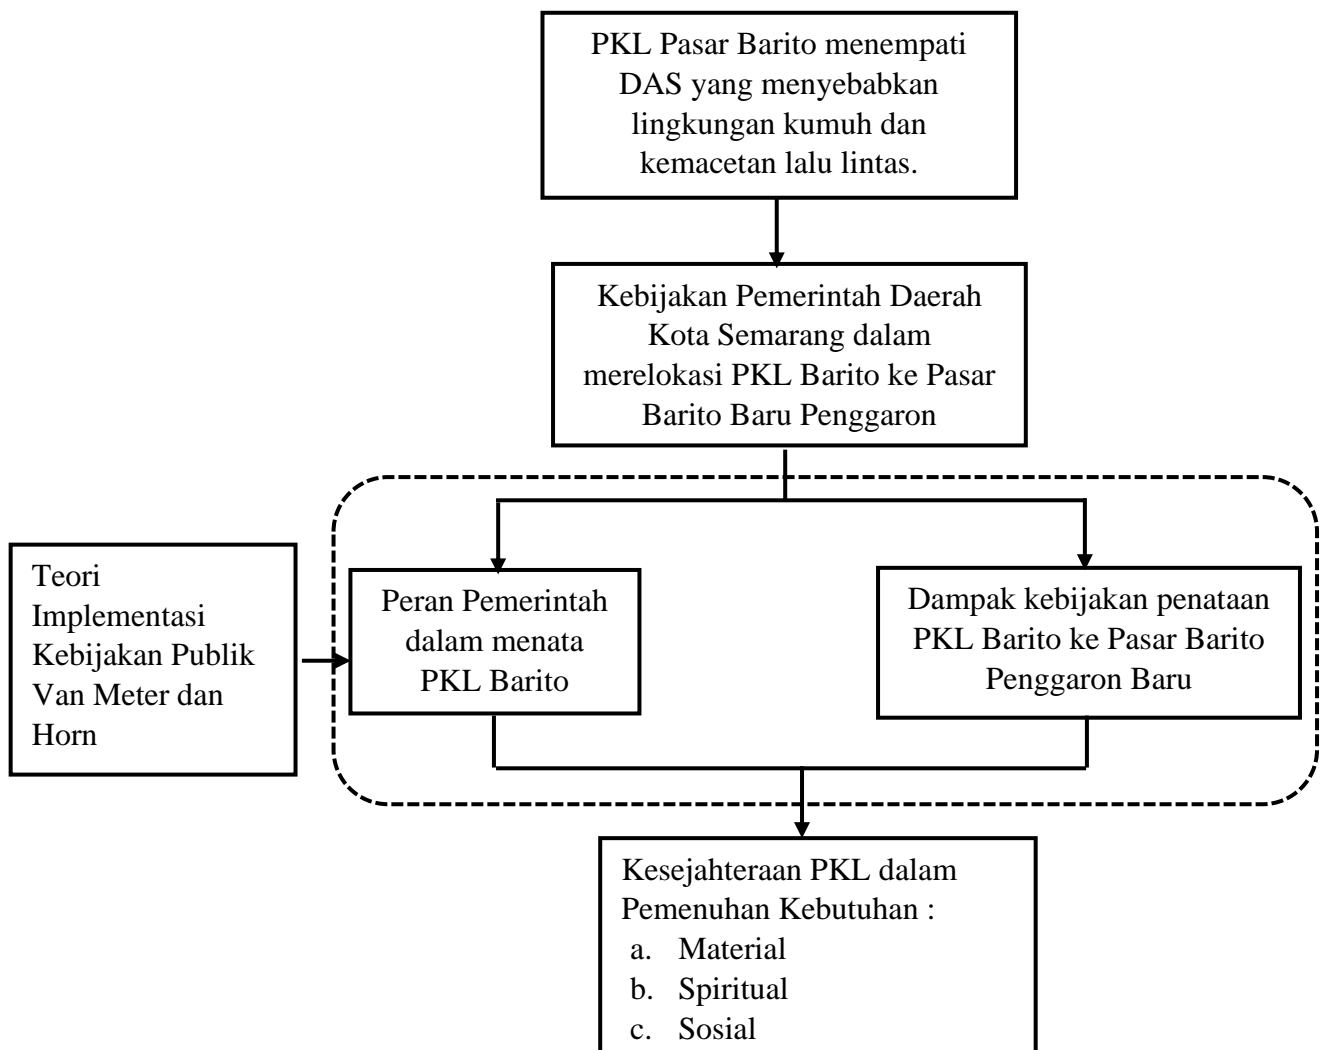 PKL Pasar Barito menempati
DAS yang menyebabkan
lingkungan kumuh dan
kemacetan lalu lintas.
Kebijakan Pemerintah Daerah
Kota Semarang dalam
merelokasi PKL Barito ke Pasar
Barito Baru Penggaron
Teori
Implementasi
Kebijakan Publik
Van Meter dan
Horn
Peran Pemerintah
dalam menata
PKL Barito
Dampak kebijakan penataan
PKL Barito ke Pasar Barito
Penggaron Baru
Kesejahteraan PKL dalam
Pemenuhan Kebutuhan :
a. Material
b. Spiritual
c. Sosial